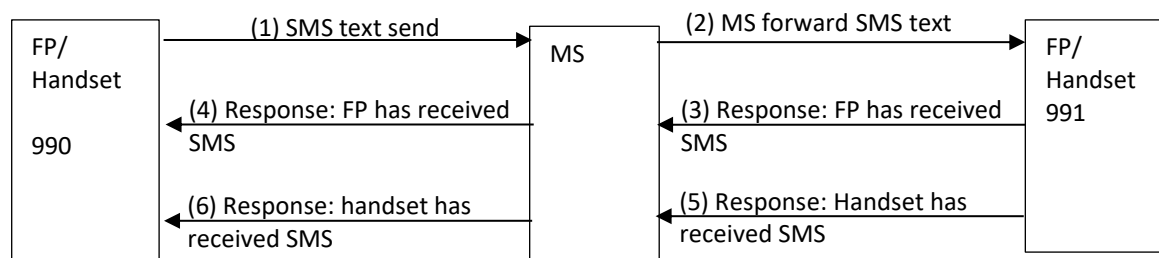 FP/
Handset
990
(1) SMS text send
(4) Response: FP has received
SMS
(6) Response: handset has
received SMS
MS
(2) MS forward SMS text
(3) Response: FP has received
SMS
(5) Response: Handset has
received SMS
FP/
Handset
991